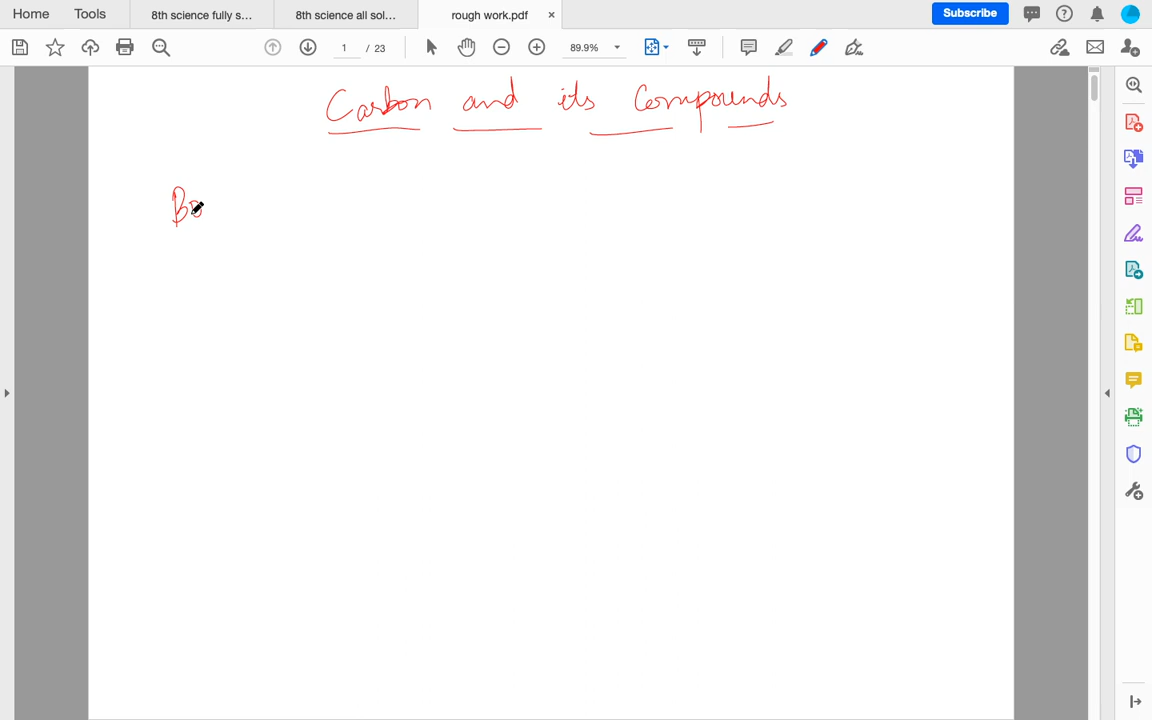 Home Tools 8th science fully s... 8th science all sol... rough work.pdf × Subscribe
1 / 23 89.9%
Carbon and its Compounds
Bo